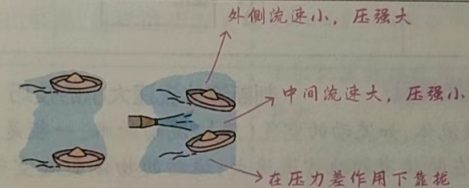 外侧流速小，压强大
中间流速大，压强小
在压力差作用下靠拢